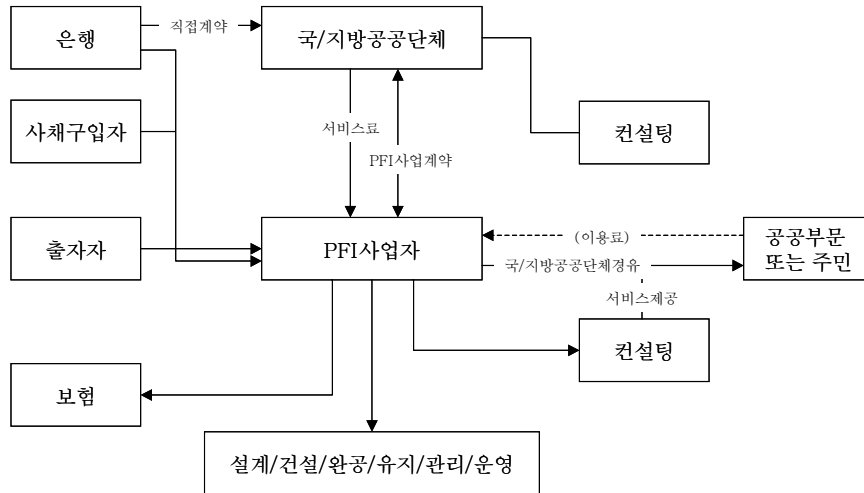 은행
직접계약
국/지방공공단체
사채구입자
서비스료
컨설팅
PFI사업계약
출자자
PFI사업자
(이용료)
공공부문
또는 주민
국/지방공공단체경유
서비스제공
컨설팅
보험
설계/건설/완공/유지/관리/운영